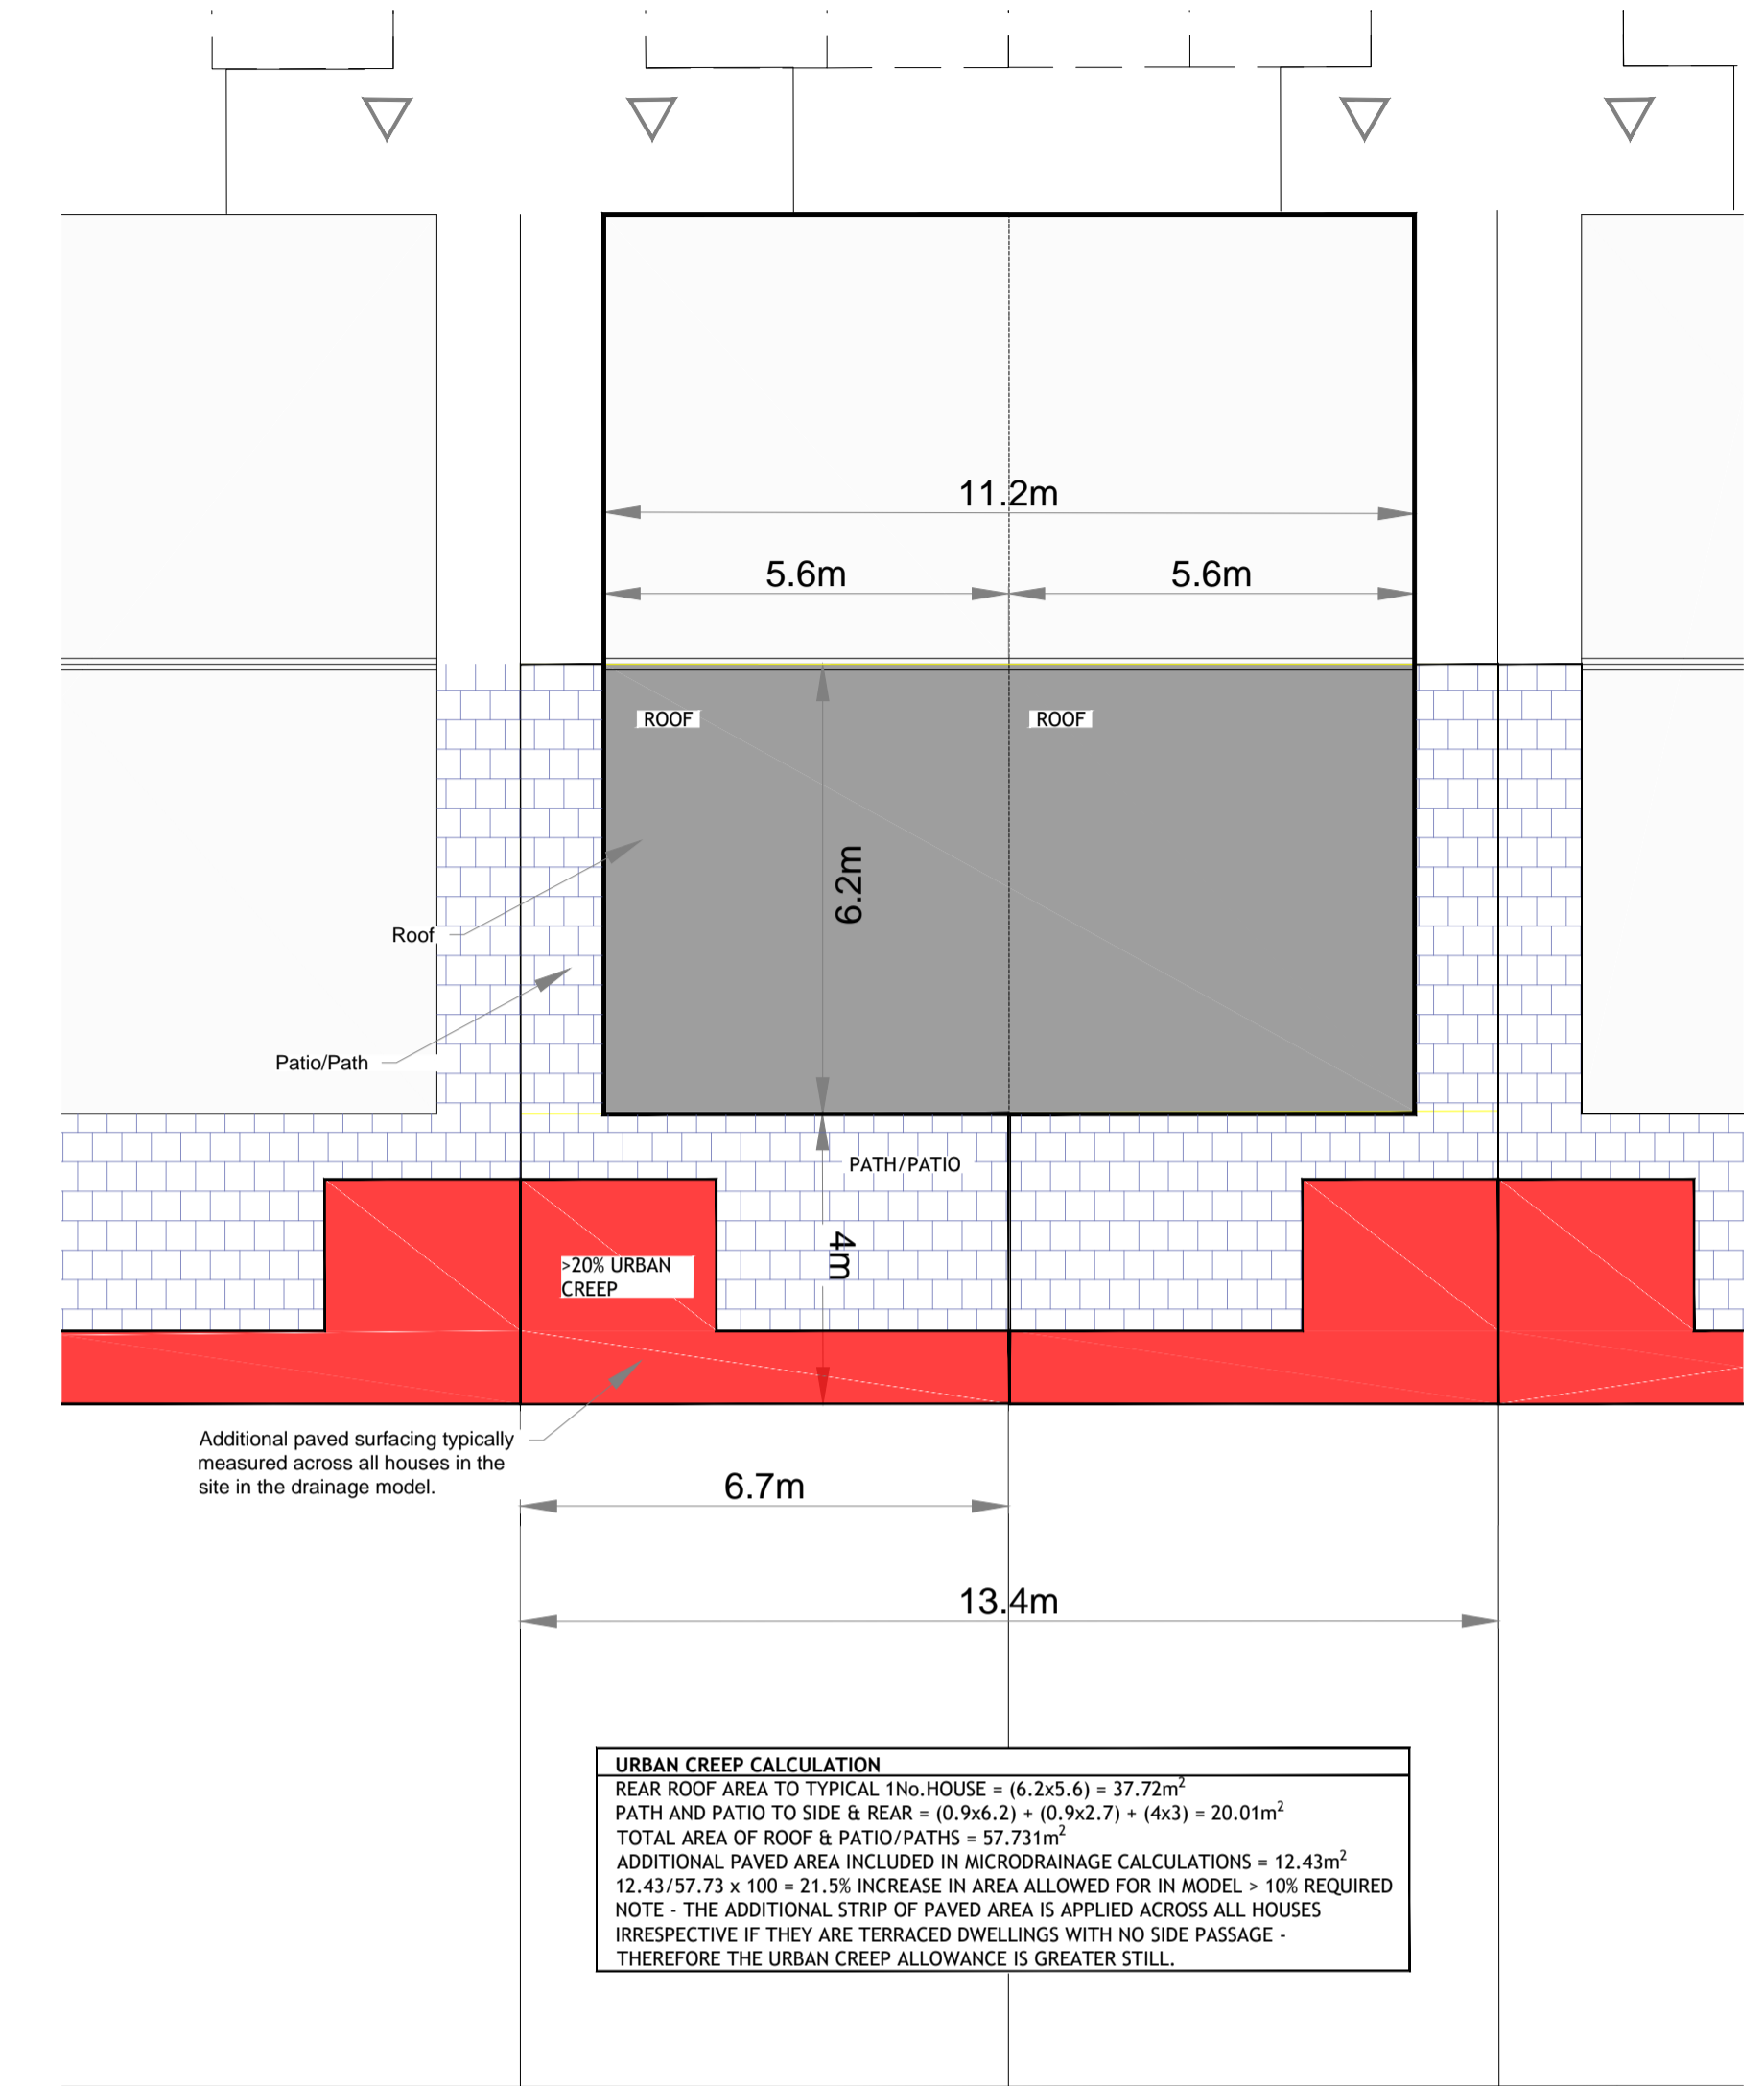 11.2m
5.6m
5.6m
ROOF
ROOF
6.2m
Roof
Patio/Path
PATH/PATIO
4m
>20% URBAN
CREEP
Additional paved surfacing typically
measured across all houses in the
site in the drainage model.
6.7m
13.4m
URBAN CREEP CALCULATION
REAR ROOF AREA TO TYPICAL 1No.HOUSE = (6.2x5.6) = 37.72m²
PATH AND PATIO TO SIDE & REAR = (0.9x6.2) + (0.9x2.7) + (4x3) = 20.01m²
TOTAL AREA OF ROOF & PATIO/PATHS = 57.731m²
ADDITIONAL PAVED AREA INCLUDED IN MICRODRAINAGE CALCULATIONS = 12.43m²
12.43/57.73 x 100 = 21.5% INCREASE IN AREA ALLOWED FOR IN MODEL > 10% REQUIRED
NOTE - THE ADDITIONAL STRIP OF PAVED AREA IS APPLIED ACROSS ALL HOUSES
IRRESPECTIVE IF THEY ARE TERRACED DWELLINGS WITH NO SIDE PASSAGE -
THEREFORE THE URBAN CREEP ALLOWANCE IS GREATER STILL.